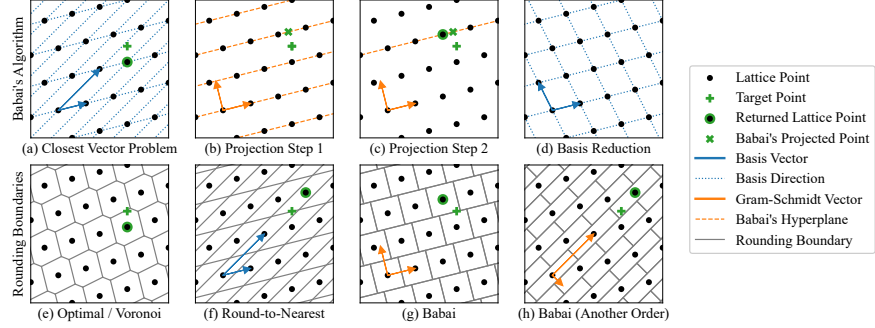 Babai's Algorithm
(a) Closest Vector Problem
(b) Projection Step 1
(c) Projection Step 2
(d) Basis Reduction
Rounding Boundaries
(e) Optimal / Voronoi
(f) Round-to-Nearest
(g) Babai
(h) Babai (Another Order)
Lattice Point
Target Point
Returned Lattice Point
Babai's Projected Point
Basis Vector
Basis Direction
Gram-Schmidt Vector
Babai's Hyperplane
Rounding Boundary